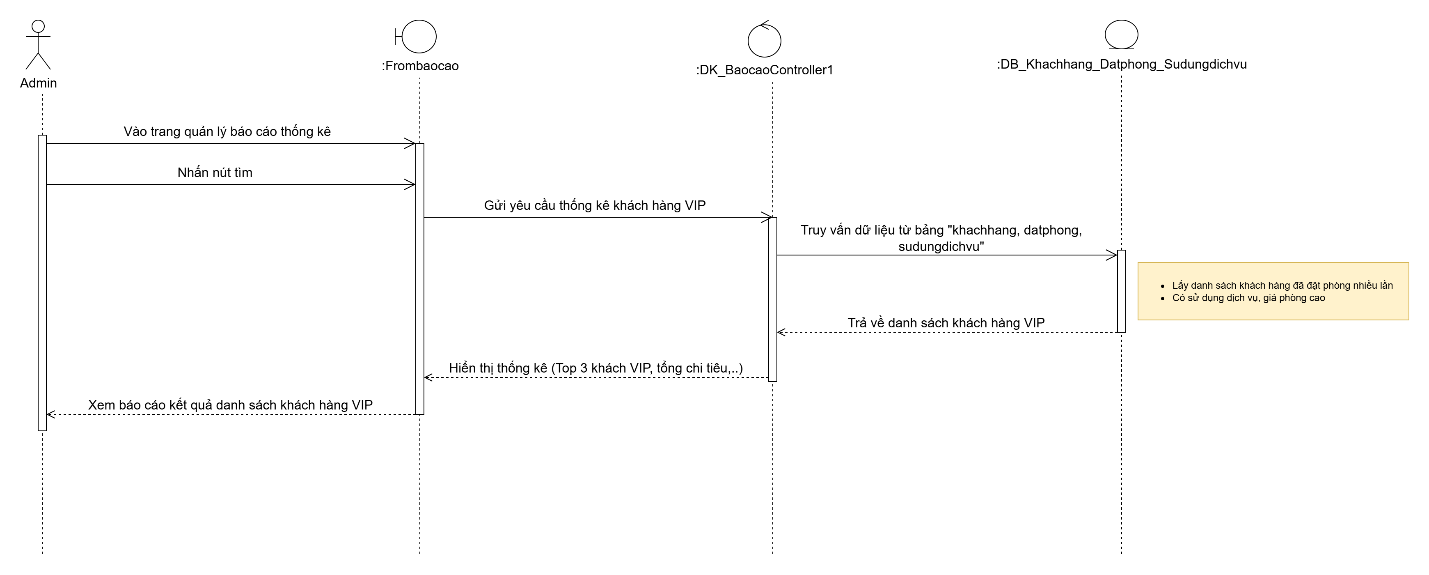 Admin
:Frombaocao
:DK_BaocaoController1
:DB_Khachhang_Datphong_Sudungdichvu
Vào trang quản lý báo cáo thống kê
Nhấn nút tìm
Gửi yêu cầu thống kê khách hàng VIP
Truy vấn dữ liệu từ bảng "khachhang, datphong,
sudungdichvu"
• Lấy danh sách khách hàng đã đặt phòng nhiều lần
• Có sử dụng dịch vụ, giá phòng cao
Trả về danh sách khách hàng VIP
Hiển thị thống kê (Top 3 khách VIP, tổng chi tiêu,..)
Xem báo cáo kết quả danh sách khách hàng VIP